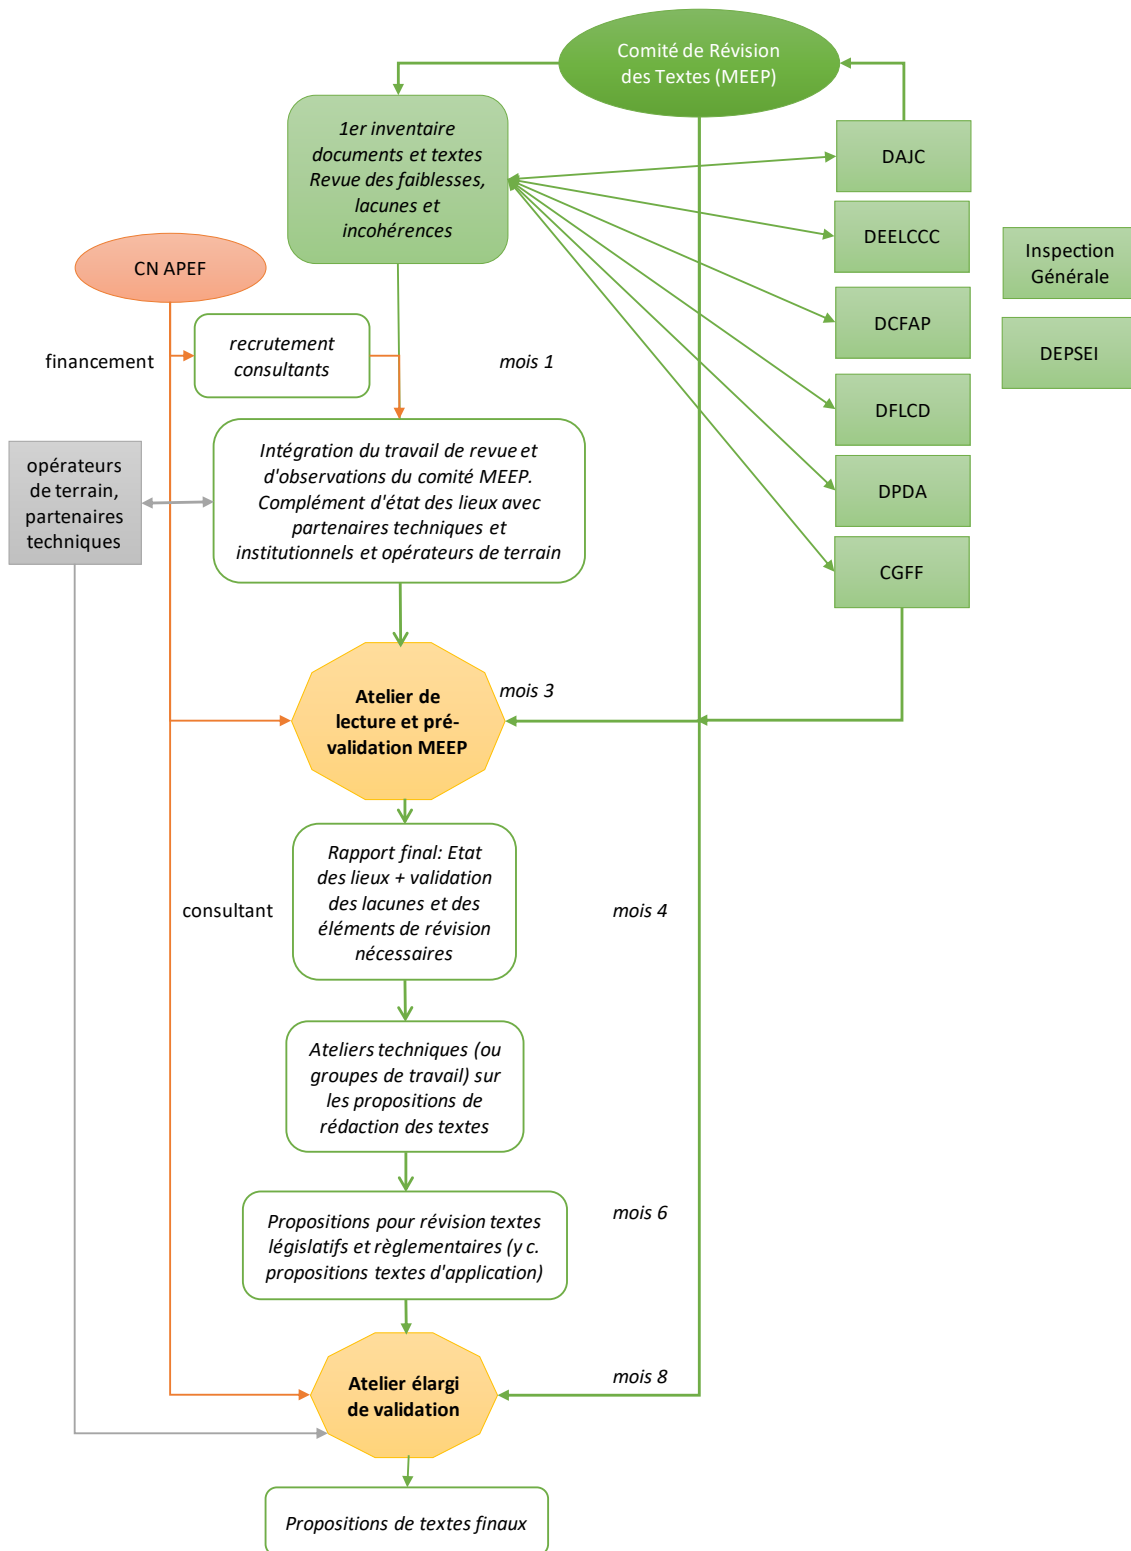 Comité de Révision
des Textes (MEEP)
1er inventaire
documents et textes
Revue des faiblesses,
lacunes et
incohérences
DAJC
DEELCCC
Inspection
Générale
CN APEF
DCFAP
DEPSEI
financement
recrutement
consultants
mois 1
DFLCD
opérateurs
de terrain,
partenaires
techniques
Intégration du travail de revue et
d'observations du comité MEEP.
Complément d'état des lieux avec
partenaires techniques et
institutionnels et opérateurs de terrain
DPDA
CGFF
Atelier de
lecture et pré-
validation MEEP
mois 3
Rapport final: Etat
des lieux + validation
des lacunes et des
éléments de révision
nécessaires
consultant
mois 4
Ateliers techniques (ou
groupes de travail) sur
les propositions de
rédaction des textes
Propositions pour révision textes
législatifs et règlementaires (y c.
propositions textes d'application)
mois 6
Atelier élargi
de validation
mois 8
Propositions de textes finaux